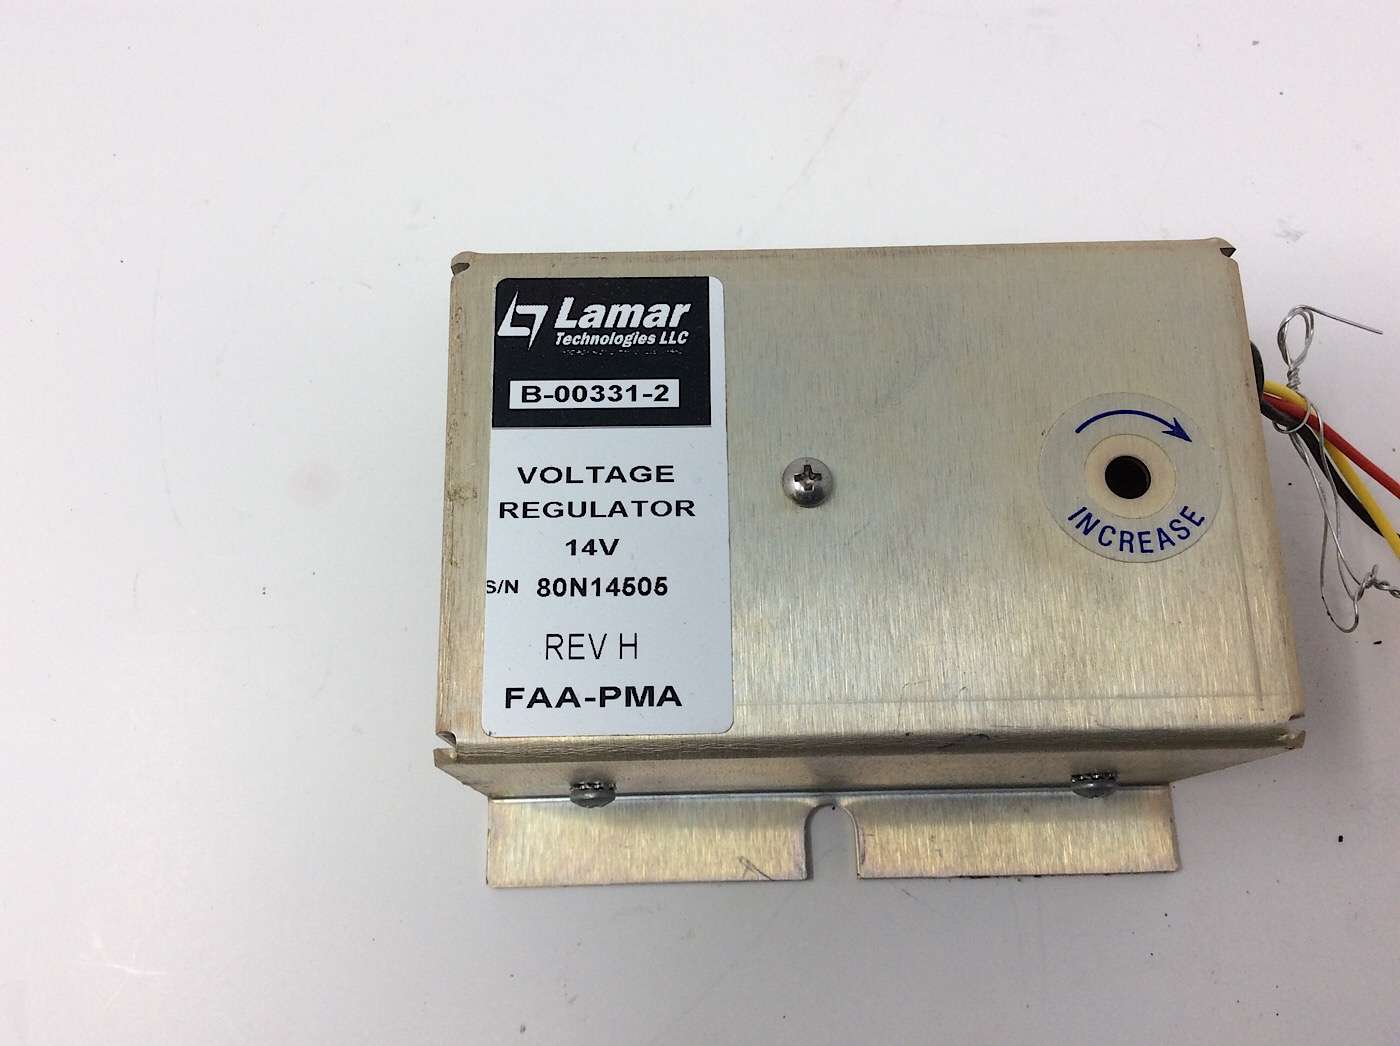 Lamar
Technologies LLC
B-00331-2
VOLTAGE
REGULATOR
14V
S/N 80N14505
REV H
FAA-PMA
INCREASE